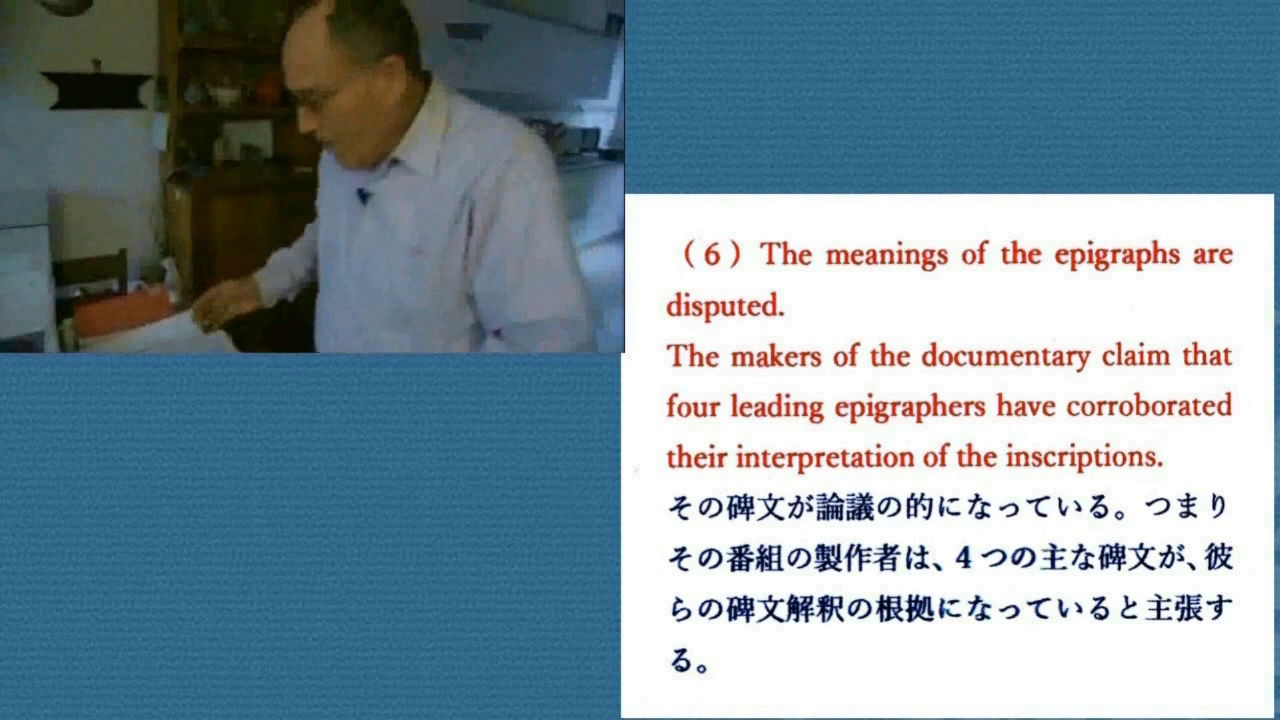 （６）The meanings of the epigraphs are
disputed.
The makers of the documentary claim that
four leading epigraphers have corroborated
their interpretation of the inscriptions.
その碑文が論議の的になっている。つまり
その番組の製作者は、4つの主な碑文が、彼
らの碑文解釈の根拠になっていると主張す
る。